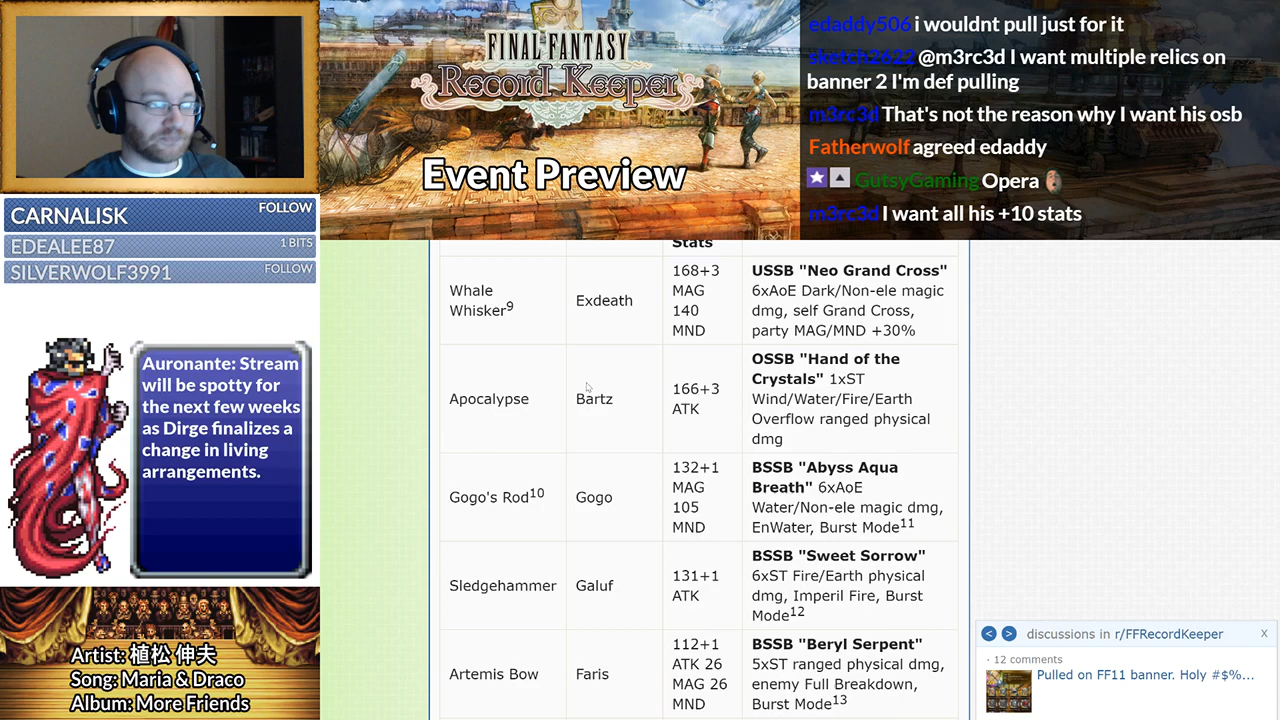 FINAL FANTASY
Record Keeper
Event Preview
edaddy506 i wouldnt pull just for it
sketch2622 @m3rc3d I want multiple relics on
banner 2 I'm def pulling
m3rc3d That's not the reason why I want his osb
Fatherwolf agreed edaddy
GutsyGaming Opera
m3rc3d I want all his +10 stats
CARNALISK FOLLOW
EDEALEE87 1 BITS
SILVERWOLF3991 FOLLOW
Auronante: Stream
will be spotty for
the next few weeks
as Dirge finalizes a
change in living
arrangements.
Artist: 植松 伸夫
Song: Maria & Draco
Album: More Friends
Stats
Whale
Whisker9
Exdeath
168+3
MAG
140
MND
USSB "Neo Grand Cross"
6xAoE Dark/Non-ele magic
dmg, self Grand Cross,
party MAG/MND +30%
Apocalypse
Bartz
166+3
ATK
OSSB "Hand of the
Crystals" 1xST
Wind/Water/Fire/Earth
Overflow ranged physical
dmg
Gogo's Rod10
Gogo
132+1
MAG
105
MND
BSSB "Abyss Aqua
Breath" 6xAoE
Water/Non-ele magic dmg,
EnWater, Burst Mode11
Sledgehammer
Galuf
131+1
ATK
BSSB "Sweet Sorrow"
6xST Fire/Earth physical
dmg, Imperil Fire, Burst
Mode12
Artemis Bow
Faris
112+1
ATK 26
MAG 26
MND
BSSB "Beryl Serpent"
5xST ranged physical dmg,
enemy Full Breakdown,
Burst Mode13
< > discussions in r/FFRecordKeeper X
· 12 comments
Pulled on FF11 banner. Holy #$%...